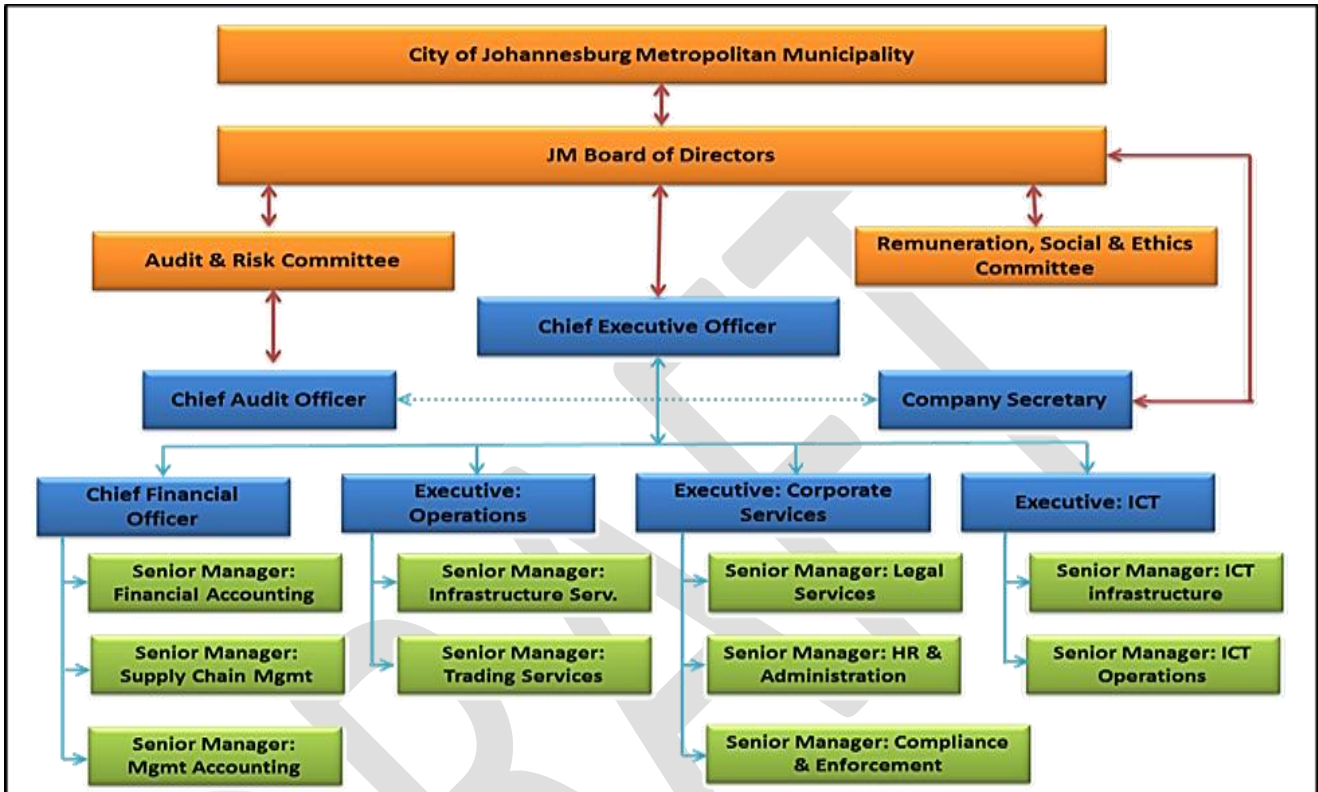 City of Johannesburg Metropolitan Municipality
JM Board of Directors
Audit & Risk Committee
Remuneration, Social & Ethics
Committee
Chief Executive Officer
Chief Audit Officer
Company Secretary
Chief Financial
Officer
Executive:
Operations
Executive: Corporate
Services
Executive: ICT
Senior Manager:
Financial Accounting
Senior Manager:
Infrastructure Serv.
Senior Manager: Legal
Services
Senior Manager: ICT
infrastructure
Senior Manager:
Supply Chain Mgmt
Senior Manager:
Trading Services
Senior Manager: HR &
Administration
Senior Manager: ICT
Operations
Senior Manager:
Mgmt Accounting
Senior Manager: Compliance
& Enforcement
DRAFT